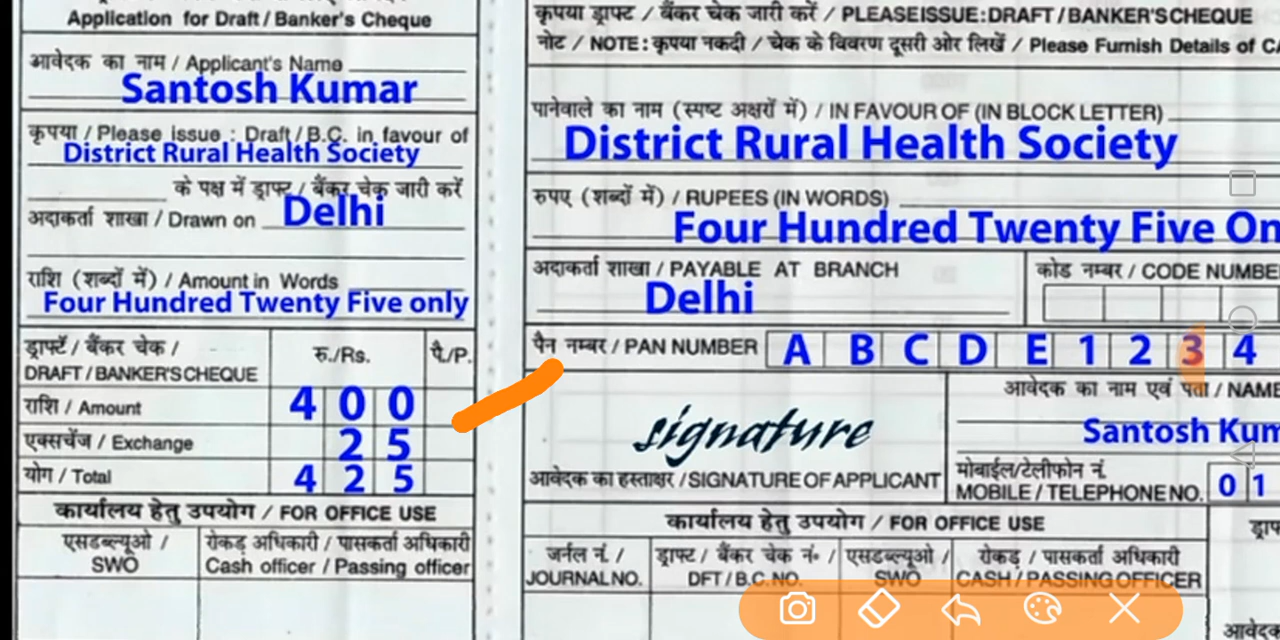 Application for Draft / Banker's Cheque
आवेदक का नाम / Applicant's Name
Santosh Kumar
कृपया / Please issue : Draft / B.C. in favour of
District Rural Health Society
के पक्ष में ड्राफ्ट / बैंकर चेक जारी करें
अदाकर्ता शाखा / Drawn on Delhi
राशि (शब्दों में) / Amount in Words
Four Hundred Twenty Five only
ड्राफ्ट / बैंकर चेक /
DRAFT / BANKER'S CHEQUE
रु./Rs. पै./P.
राशि / Amount 4 0 0
एक्सचेंज / Exchange 2 5
योग / Total 4 2 5
कार्यालय हेतु उपयोग / FOR OFFICE USE
एसडब्ल्यूओ / SWO
रोकड़ अधिकारी / पासकर्ता अधिकारी
Cash officer / Passing officer
कृपया ड्राफ्ट / बैंकर चेक जारी करें / PLEASE ISSUE : DRAFT / BANKER'S CHEQUE
नोट / NOTE : कृपया नकदी / चेक के विवरण दूसरी ओर लिखें / Please Furnish Details of
पानेवाले का नाम (स्पष्ट अक्षरों में) / IN FAVOUR OF (IN BLOCK LETTER)
District Rural Health Society
रुपए (शब्दों में) / RUPEES (IN WORDS)
Four Hundred Twenty Five On
अदाकर्ता शाखा / PAYABLE AT BRANCH
Delhi
कोड नम्बर / CODE NUMBE
पैन नम्बर / PAN NUMBER A B C D E 1 2 3 4
signature
आवेदक का हस्ताक्षर / SIGNATURE OF APPLICANT
आवेदक का नाम एवं पता / NAME
Santosh Kum
मोबाईल/टेलीफोन नं.
MOBILE / TELEPHONE NO. 0 1
कार्यालय हेतु उपयोग / FOR OFFICE USE
जर्नल नं. /
JOURNAL NO.
ड्राफ्ट / बैंकर चेक नं॰ /
DFT / B.C. NO.
एसडब्ल्यूओ /
SWO
रोकड़ / पासकर्ता अधिकारी
CASH / PASSING OFFICER
आवेद